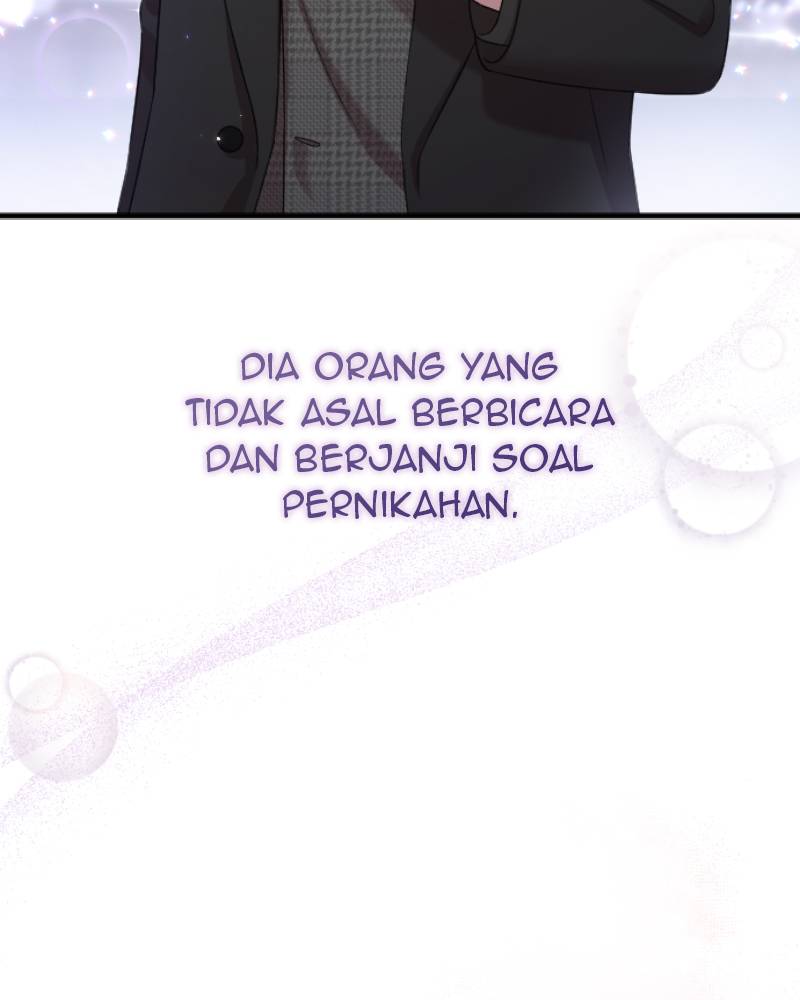 DIA ORANG YANG
TIDAK ASAL BERBICARA
DAN BERJANJI SOAL
PERNIKAHAN.